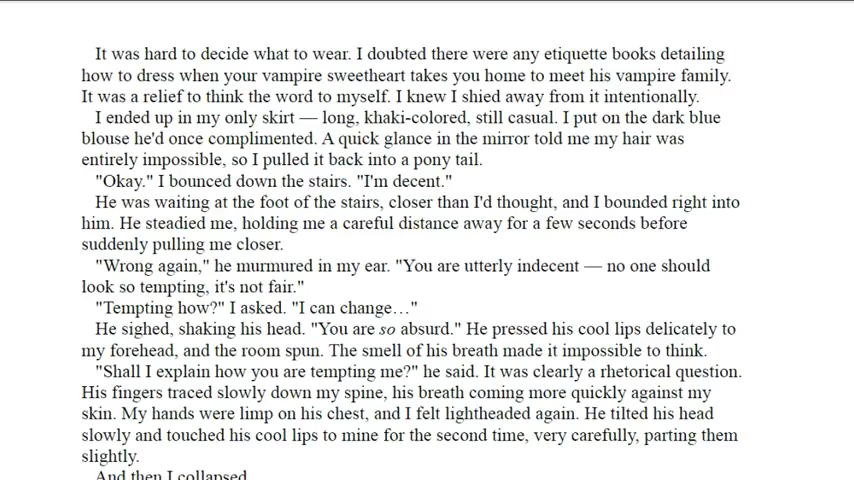 It was hard to decide what to wear. I doubted there were any etiquette books detailing
how to dress when your vampire sweetheart takes you home to meet his vampire family.
It was a relief to think the word to myself. I knew I shied away from it intentionally.
I ended up in my only skirt — long, khaki-colored, still casual. I put on the dark blue
blouse he'd once complimented. A quick glance in the mirror told me my hair was
entirely impossible, so I pulled it back into a pony tail.
"Okay." I bounced down the stairs. "I'm decent."
He was waiting at the foot of the stairs, closer than I'd thought, and I bounded right into
him. He steadied me, holding me a careful distance away for a few seconds before
suddenly pulling me closer.
"Wrong again," he murmured in my ear. "You are utterly indecent — no one should
look so tempting, it's not fair."
"Tempting how?" I asked. "I can change…"
He sighed, shaking his head. "You are so absurd." He pressed his cool lips delicately to
my forehead, and the room spun. The smell of his breath made it impossible to think.
"Shall I explain how you are tempting me?" he said. It was clearly a rhetorical question.
His fingers traced slowly down my spine, his breath coming more quickly against my
skin. My hands were limp on his chest, and I felt lightheaded again. He tilted his head
slowly and touched his cool lips to mine for the second time, very carefully, parting them
slightly.
And then I collapsed